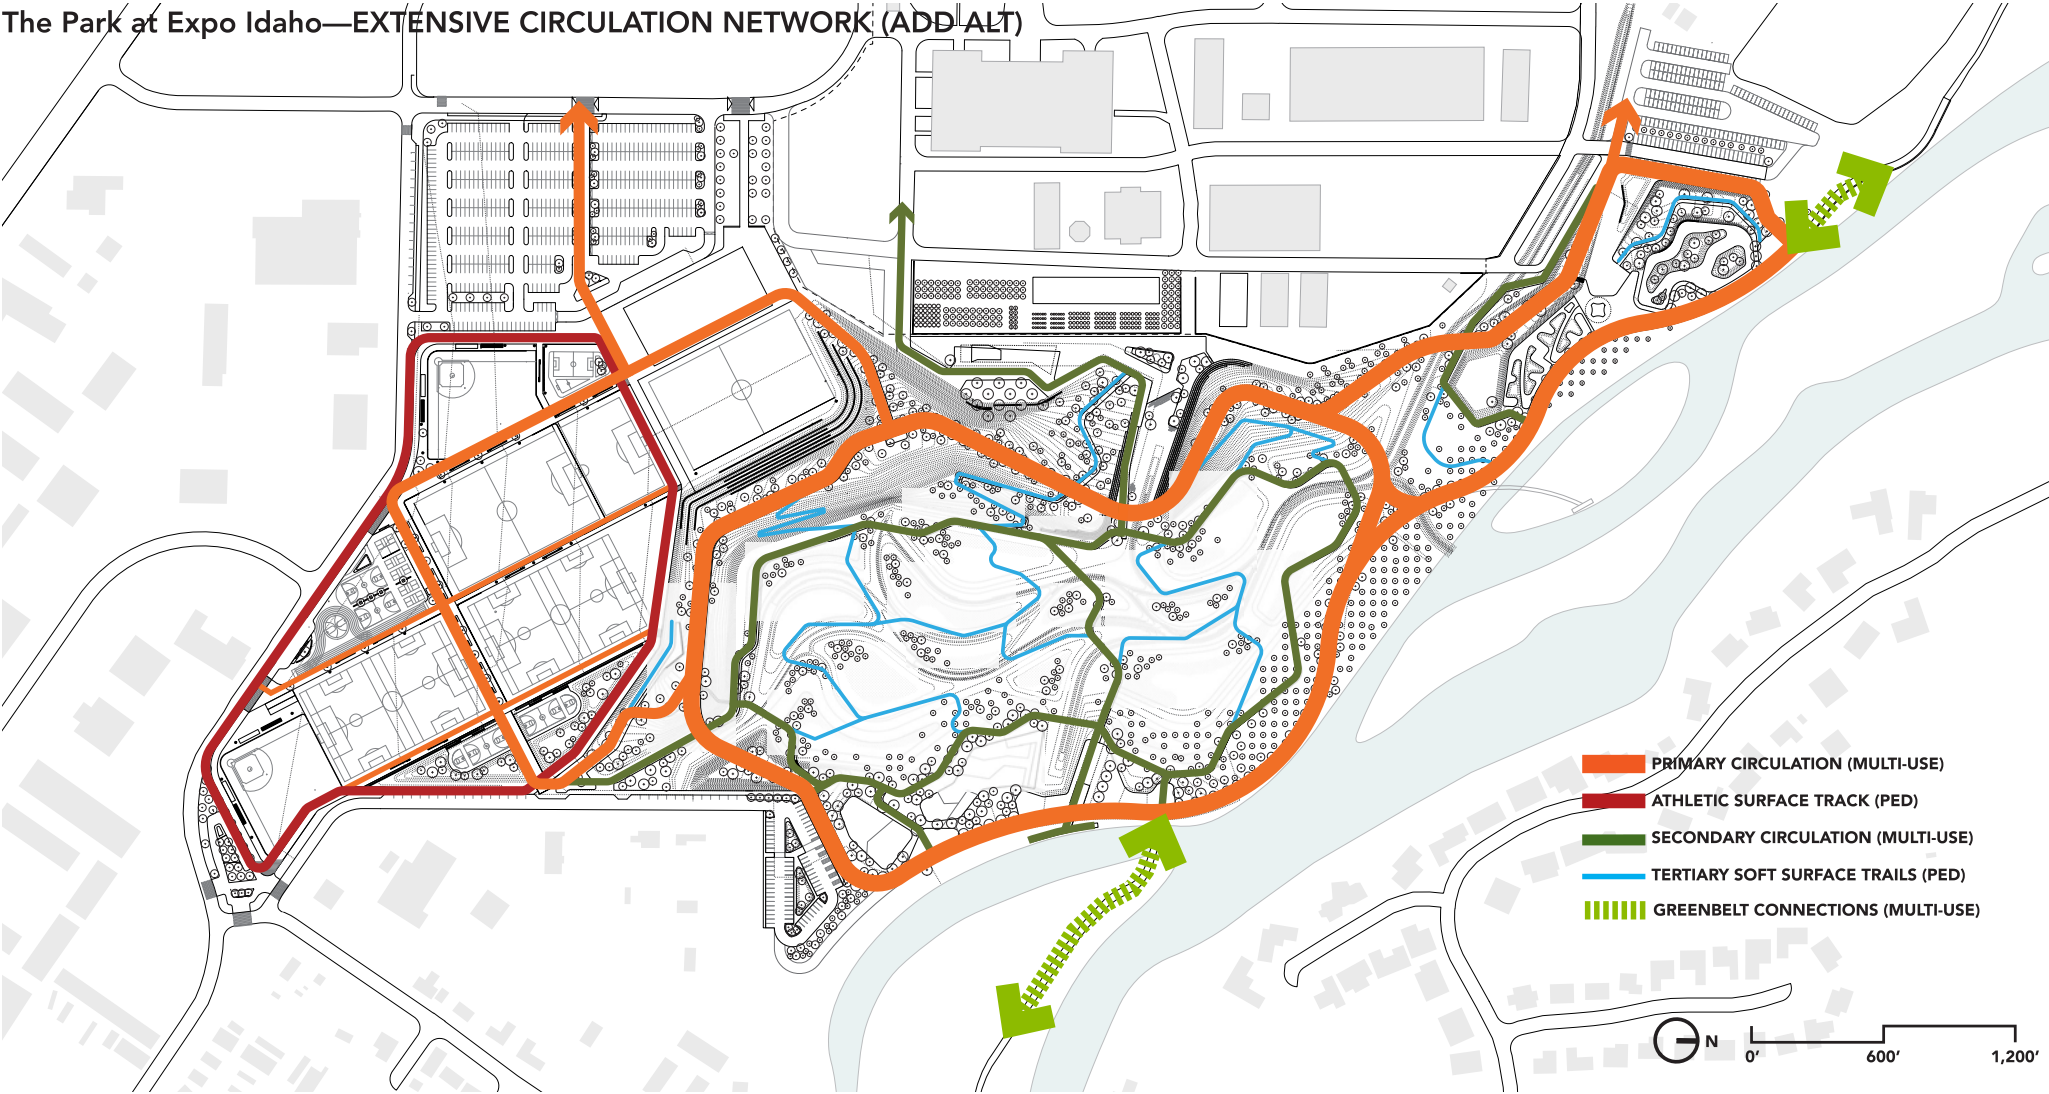 The Park at Expo Idaho—EXTENSIVE CIRCULATION NETWORK (ADD ALT)
PRIMARY CIRCULATION (MULTI-USE)
ATHLETIC SURFACE TRACK (PED)
SECONDARY CIRCULATION (MULTI-USE)
TERTIARY SOFT SURFACE TRAILS (PED)
GREENBELT CONNECTIONS (MULTI-USE)
N
0’ 600’ 1,200’